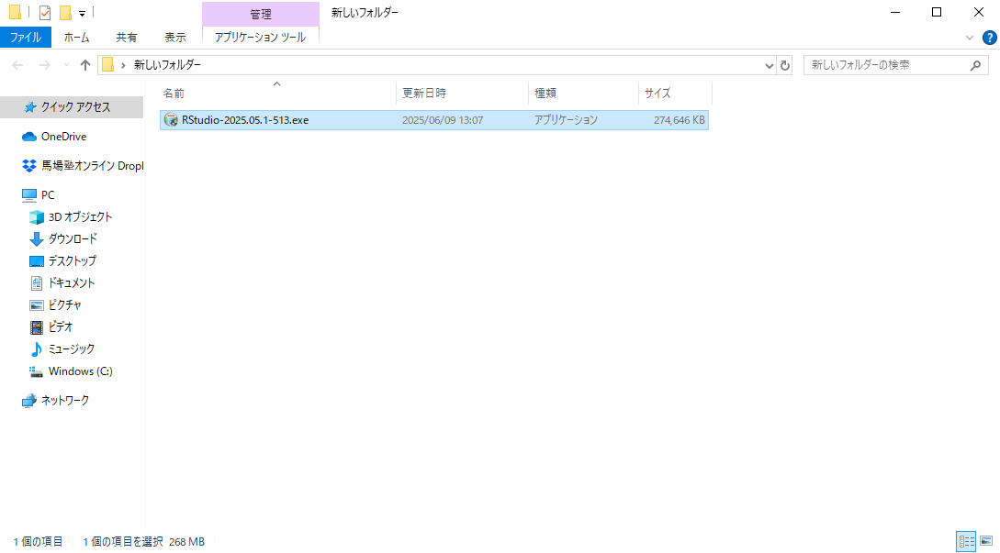 管理
新しいフォルダー
ファイル
ホーム
共有
表示
アプリケーション ツール
新しいフォルダー
新しいフォルダーの検索
名前
更新日時
種類
サイズ
RStudio-2025.05.1-513.exe
2025/06/09 13:07
アプリケーション
274,646 KB
クイック アクセス
OneDrive
馬場塾オンライン Dropl
PC
3D オブジェクト
ダウンロード
デスクトップ
ドキュメント
ピクチャ
ビデオ
ミュージック
Windows (C:)
ネットワーク
1 個の項目
1 個の項目を選択 268 MB